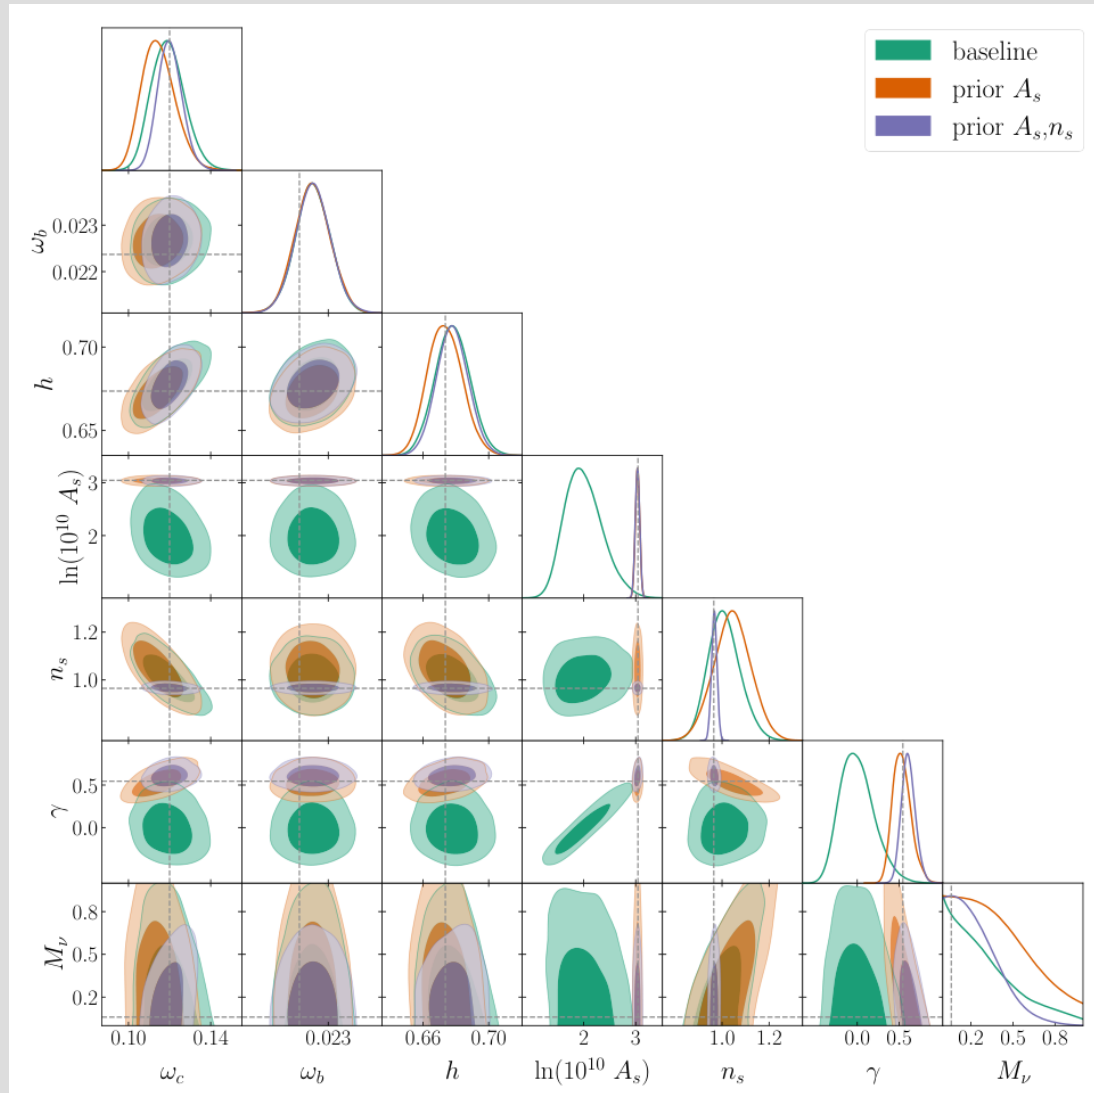 baseline
prior A_s
prior A_s,n_s
ω_b
0.023
0.022
h
0.70
0.65
ln(10^10 A_s)
3
2
n_s
1.2
1.0
γ
0.5
0.0
M_ν
0.8
0.5
0.2
0.10 0.14 0.023 0.66 0.70 2 3 1.0 1.2 0.0 0.5 0.2 0.5 0.8
ω_c ω_b h ln(10^10 A_s) n_s γ M_ν